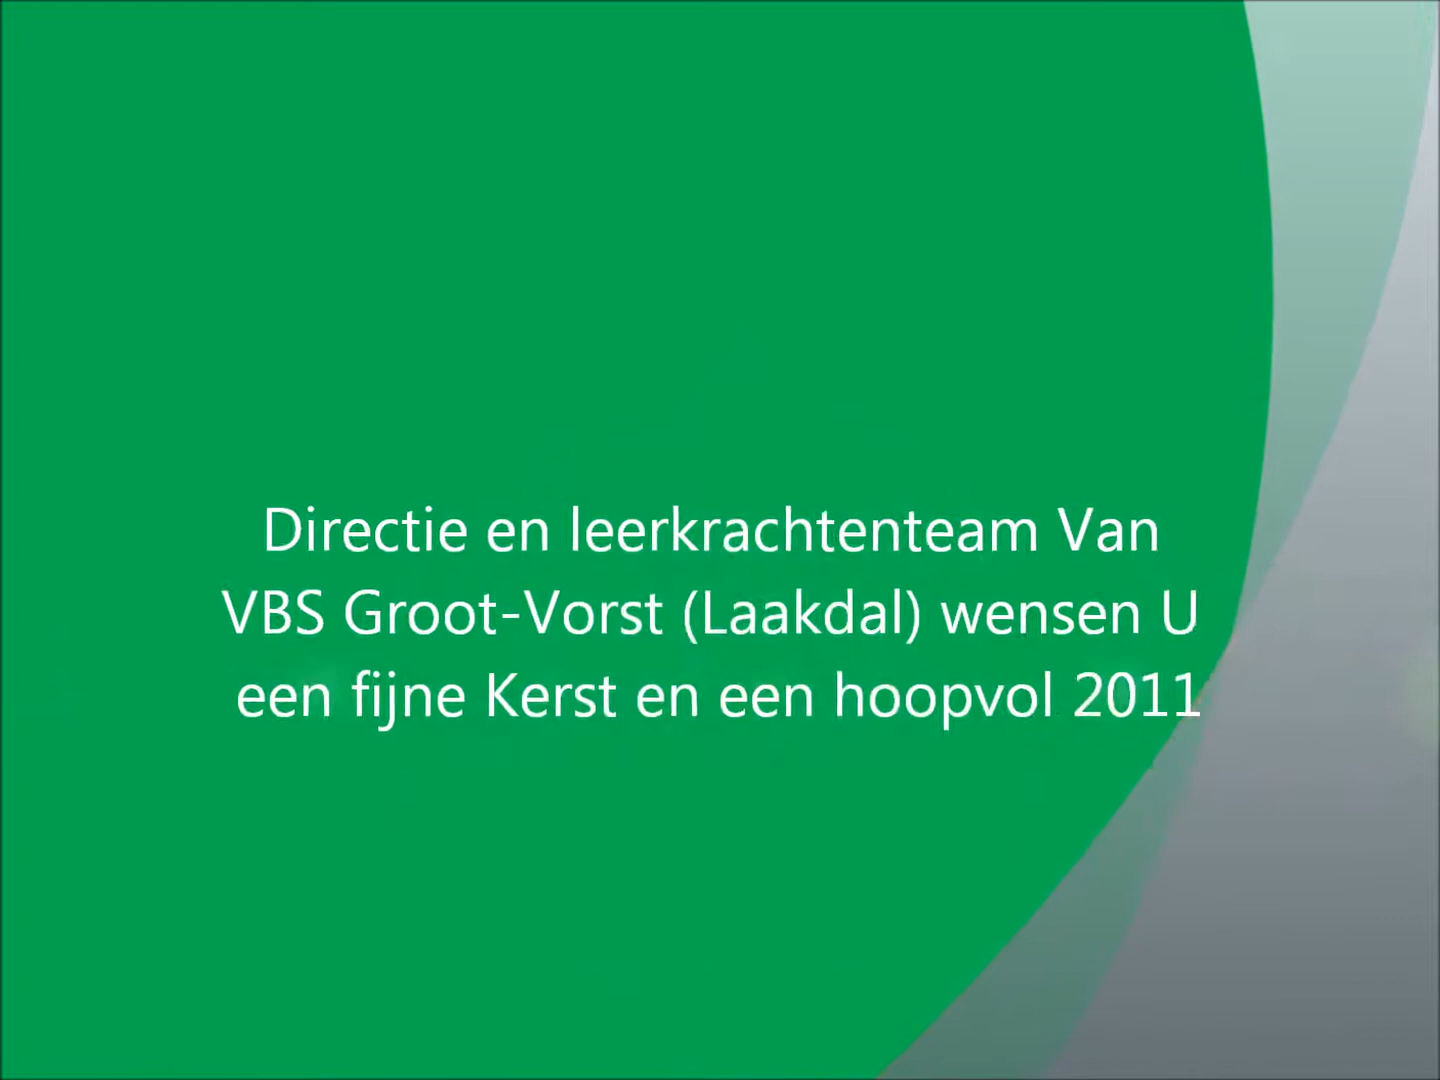 Directie en leerkrachtenteam Van
VBS Groot-Vorst (Laakdal) wensen U
een fijne Kerst en een hoopvol 2011